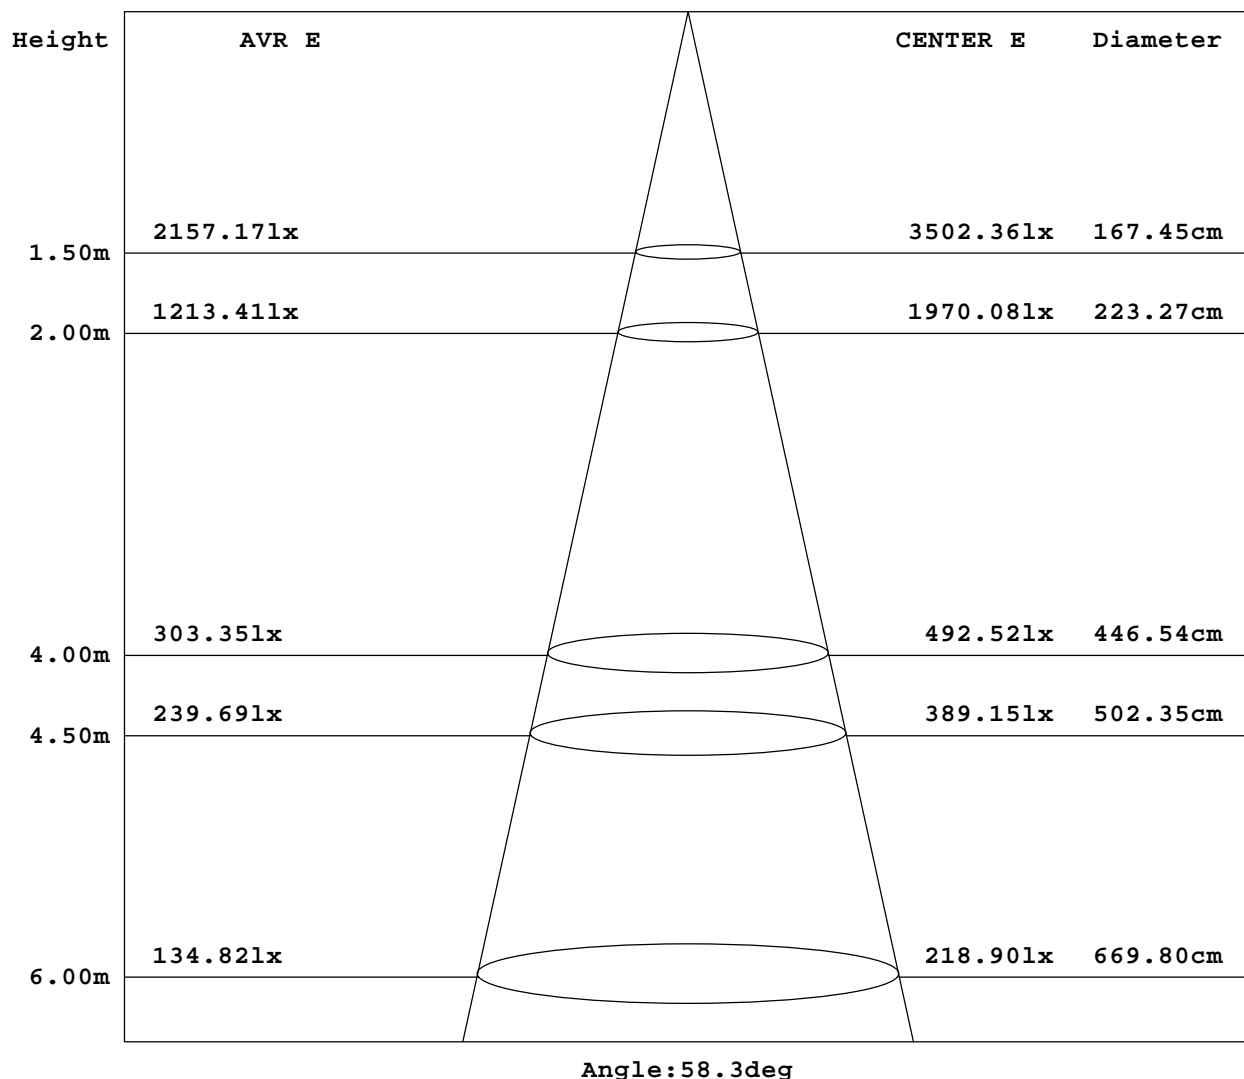 Height AVR E CENTER E Diameter
2157.17lx 3502.36lx 167.45cm
1.50m
1213.41lx 1970.08lx 223.27cm
2.00m
303.35lx 492.52lx 446.54cm
4.00m
239.69lx 389.15lx 502.35cm
4.50m
134.82lx 218.90lx 669.80cm
6.00m
Angle:58.3deg